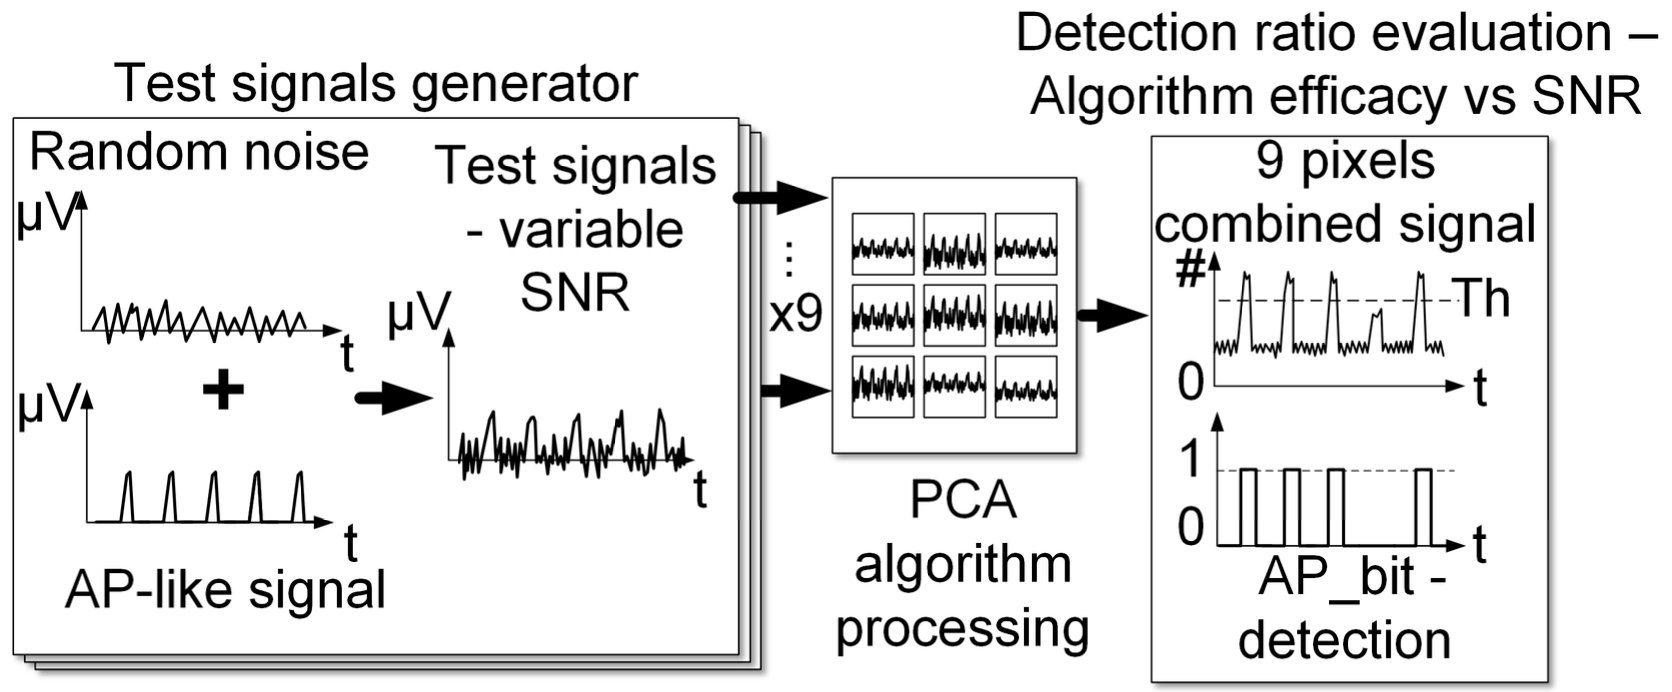 Detection ratio evaluation –
Algorithm efficacy vs SNR
Test signals generator
Random noise
µV
t
+
µV
t
AP-like signal
Test signals
- variable
SNR
µV
t
⋮
x9
PCA
algorithm
processing
9 pixels
combined signal
#
Th
0
t
1
0
t
AP_bit -
detection